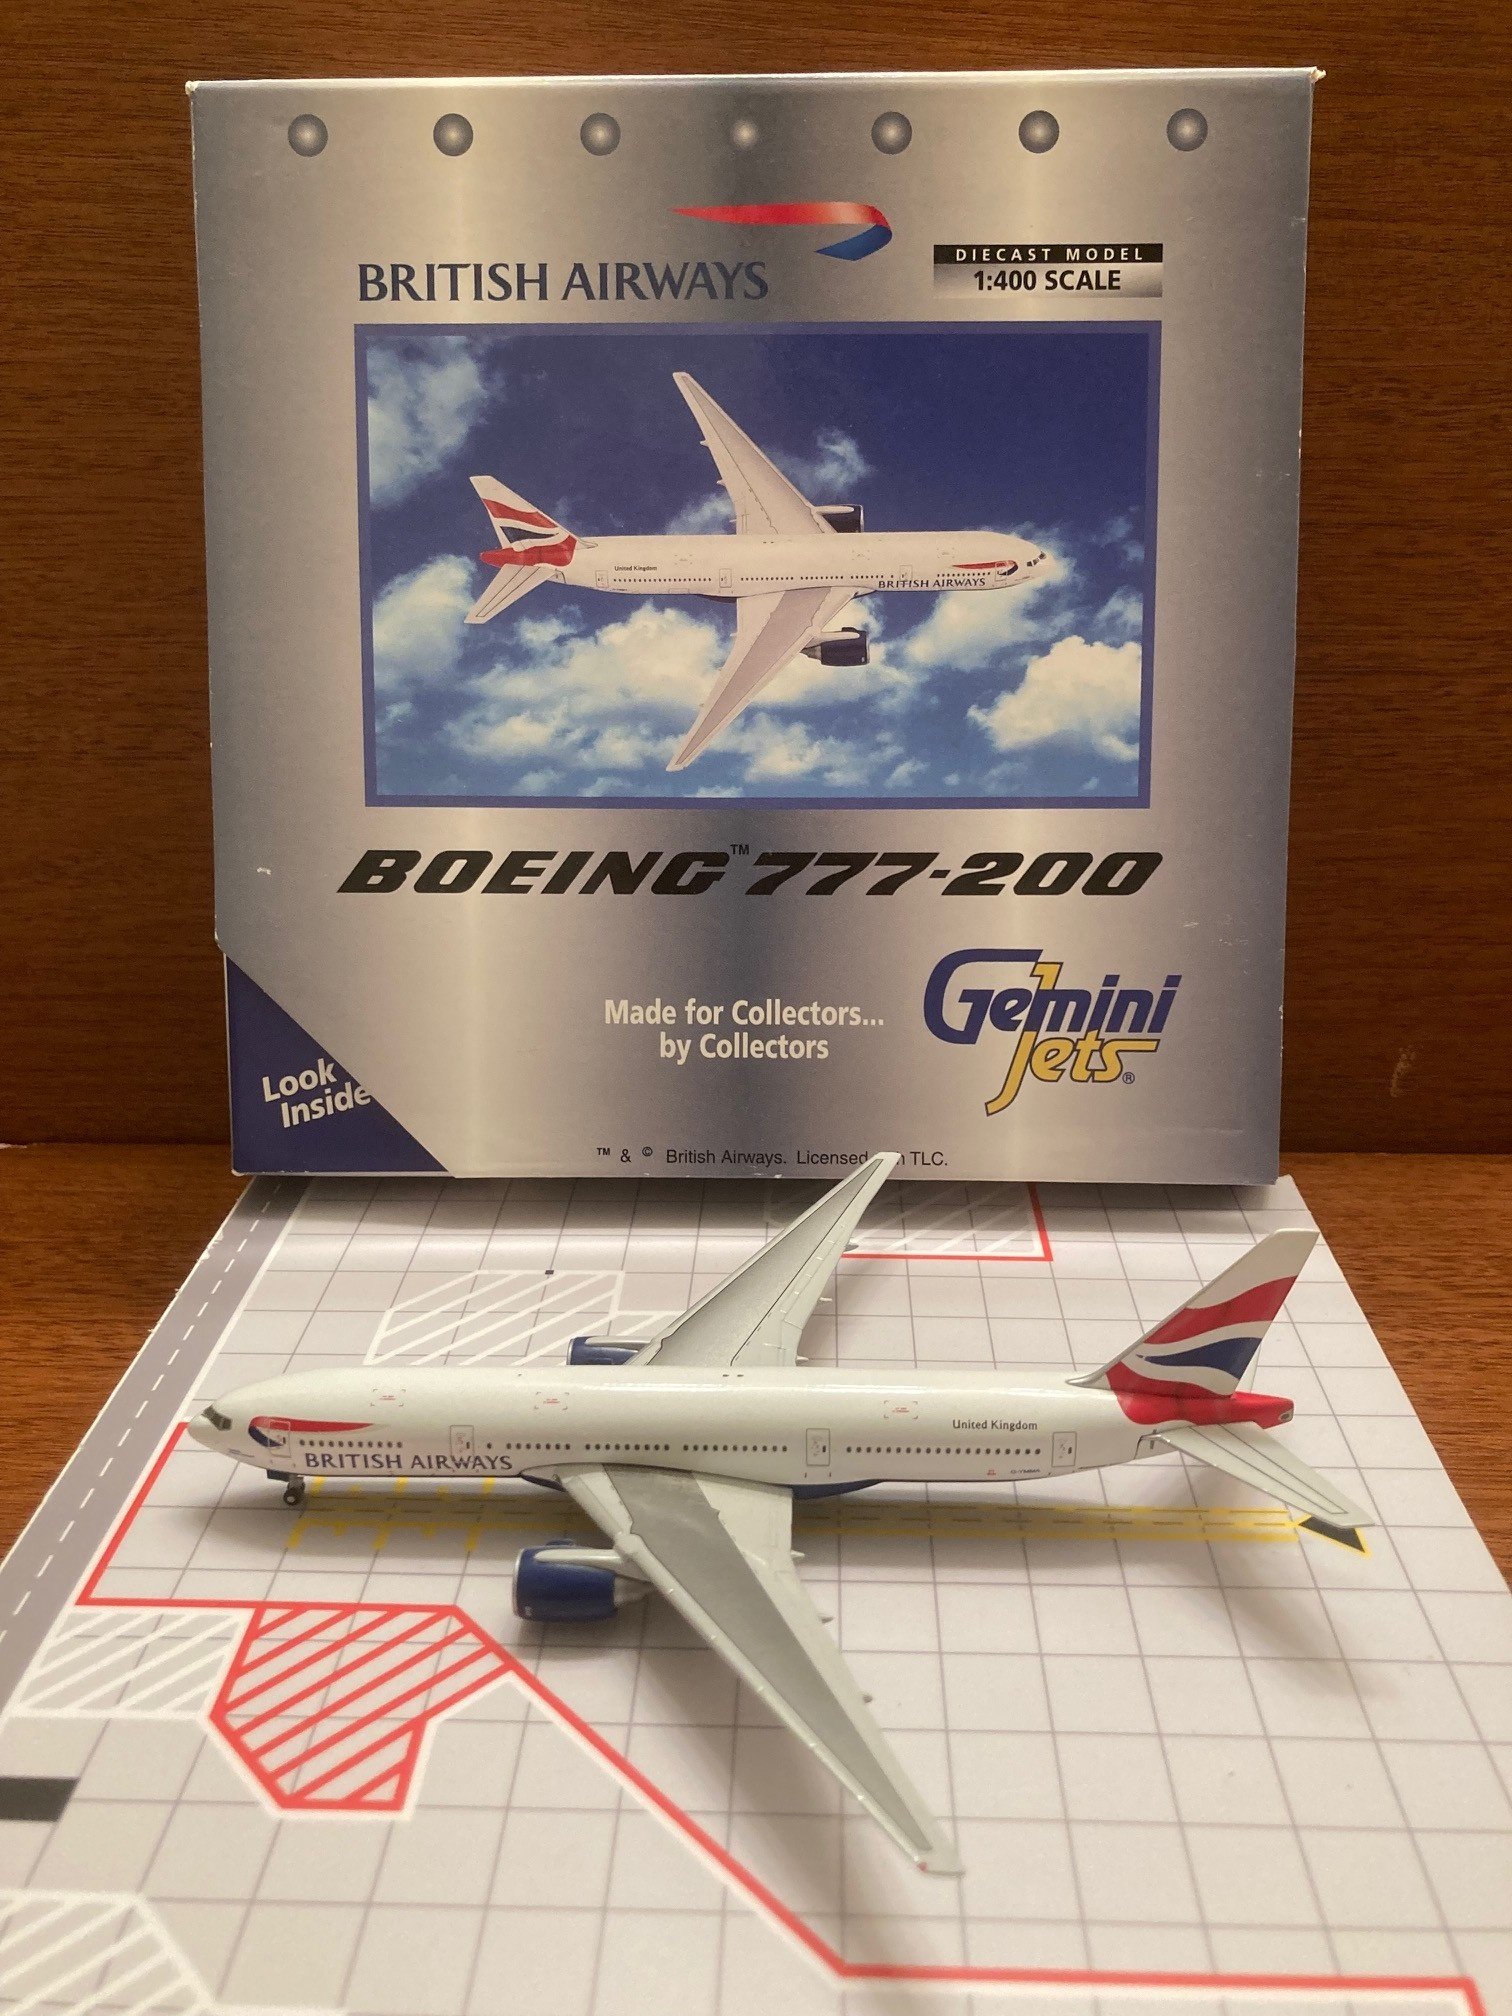 BRITISH AIRWAYS
DIECAST MODEL
1:400 SCALE
United Kingdom
BRITISH AIRWAYS
BOEING™ 777-200
Made for Collectors...
by Collectors
Gemini
Jets®
Look
Inside
™ & © British Airways. Licensed TLC.
United Kingdom
BRITISH AIRWAYS